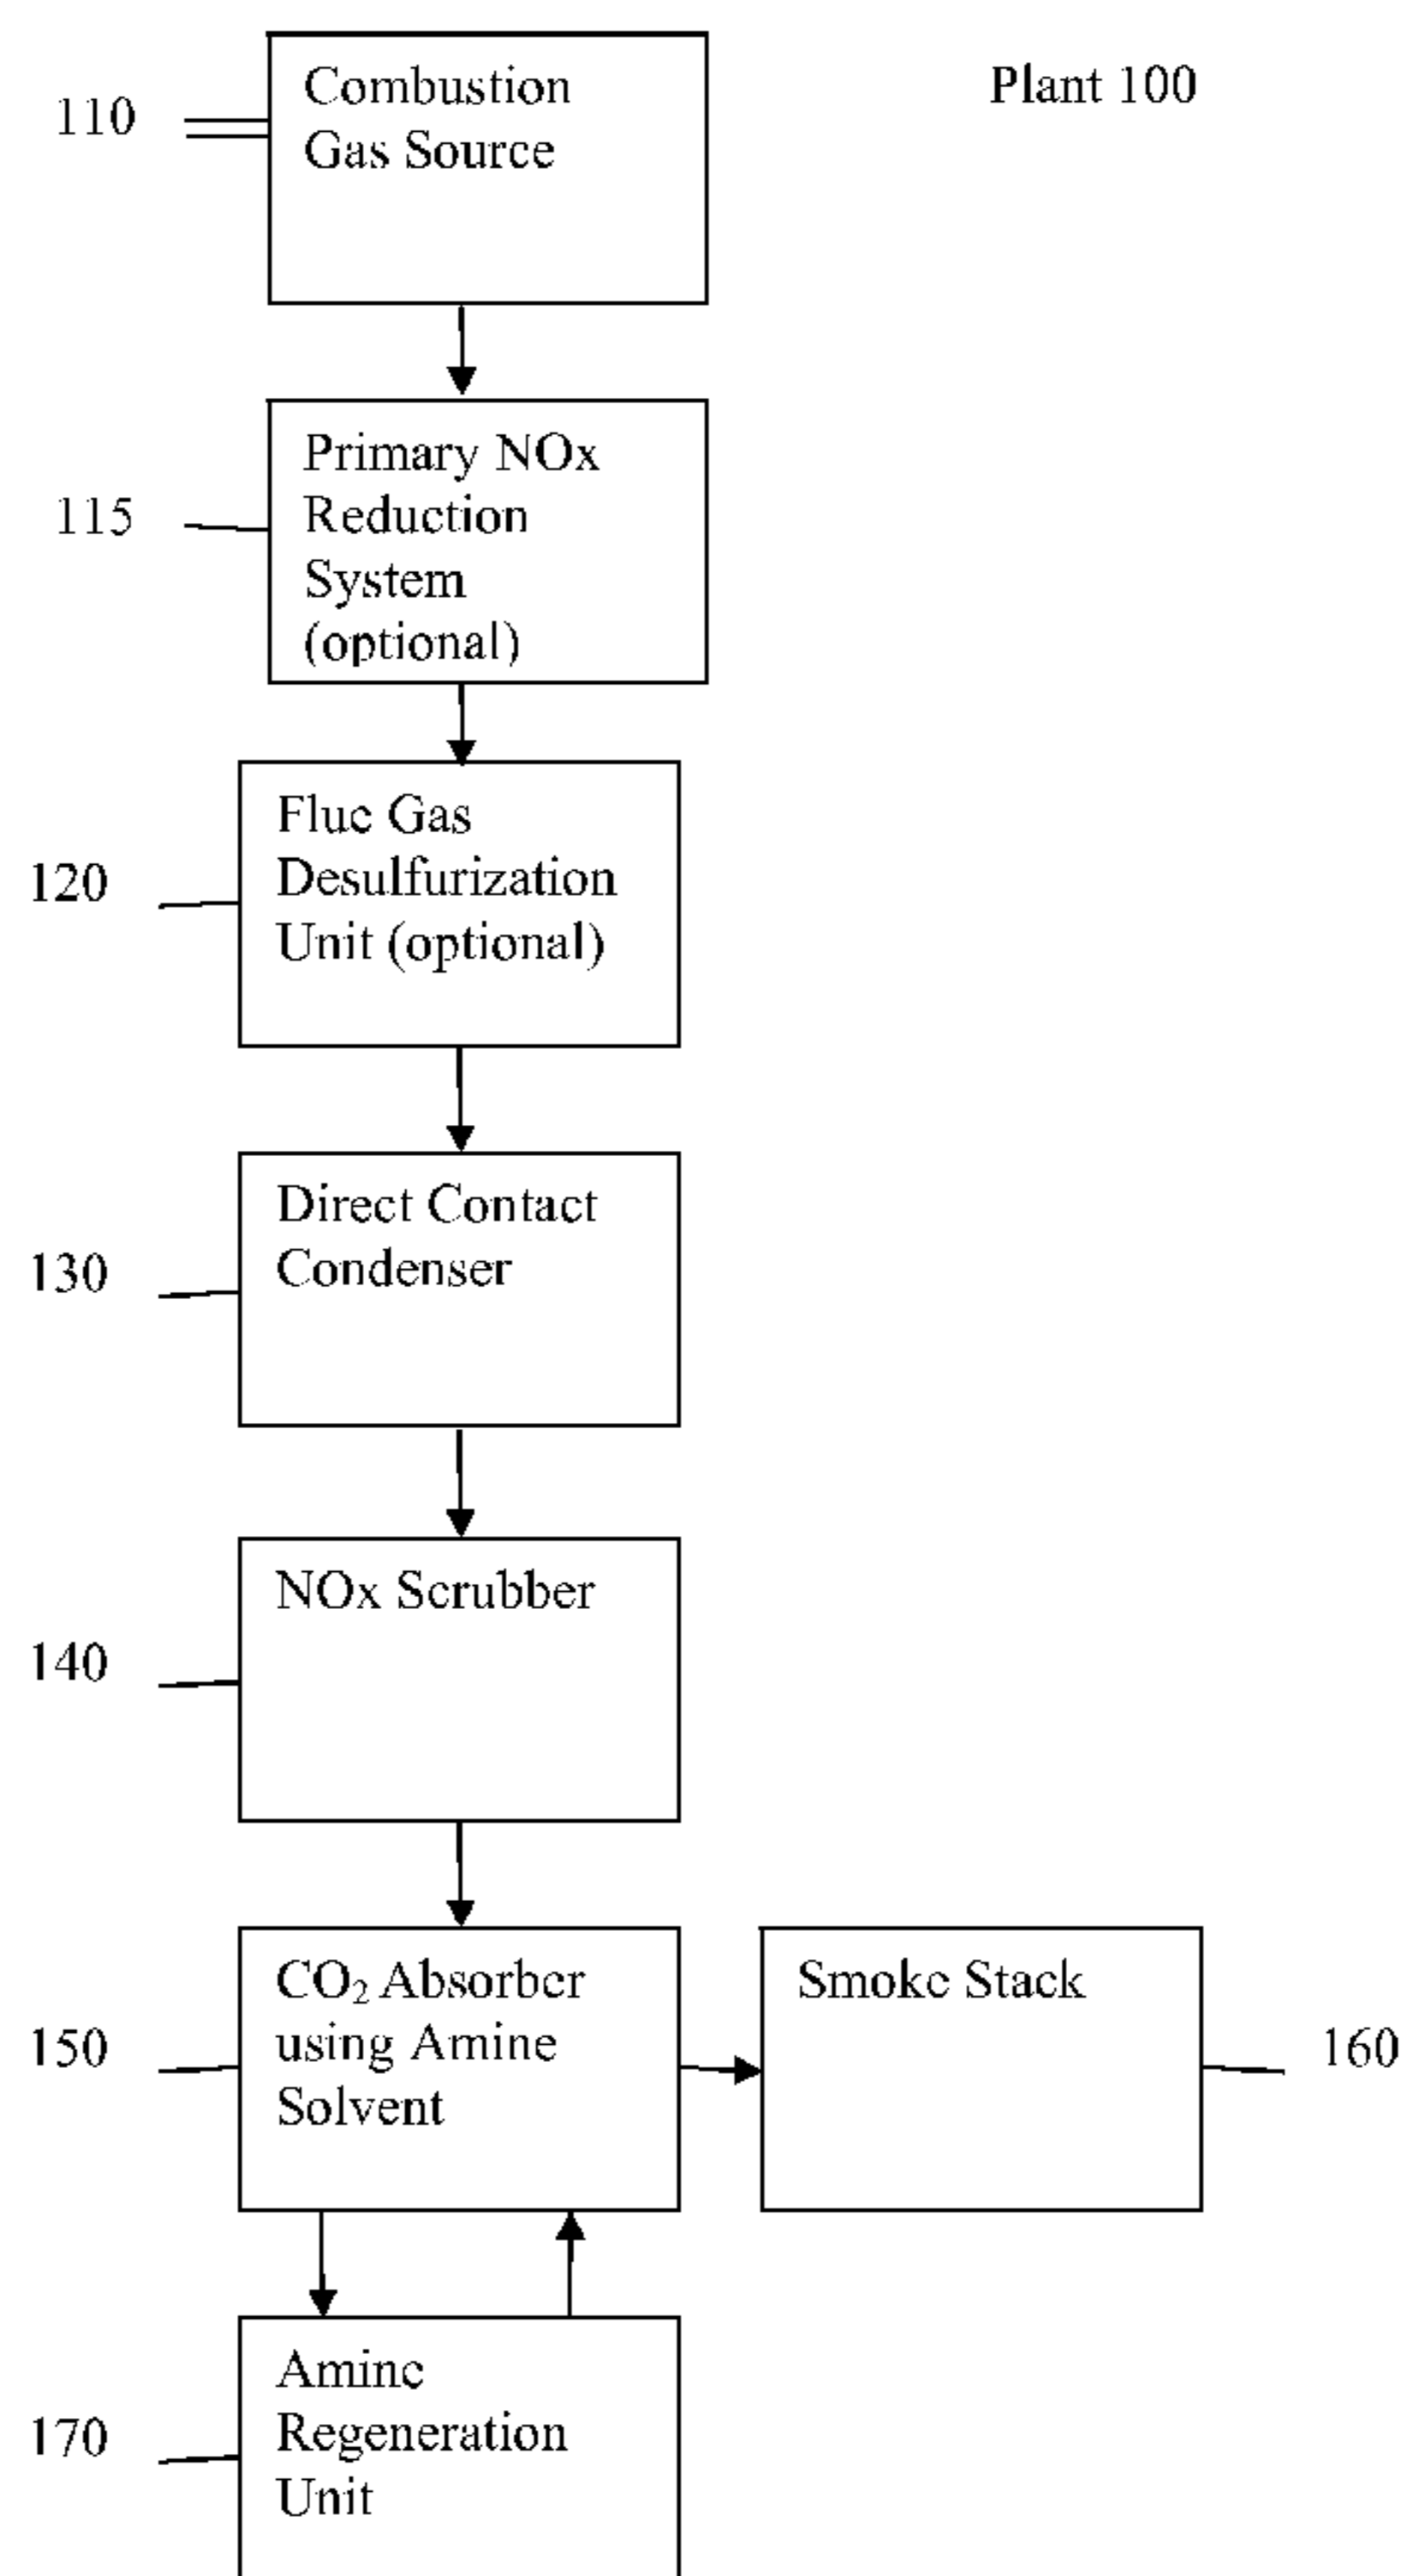 Plant 100
110
Combustion
Gas Source
115
Primary NOx
Reduction
System
(optional)
120
Flue Gas
Desulfurization
Unit (optional)
130
Direct Contact
Condenser
140
NOx Scrubber
150
CO₂ Absorber
using Amine
Solvent
Smoke Stack
160
170
Amine
Regeneration
Unit